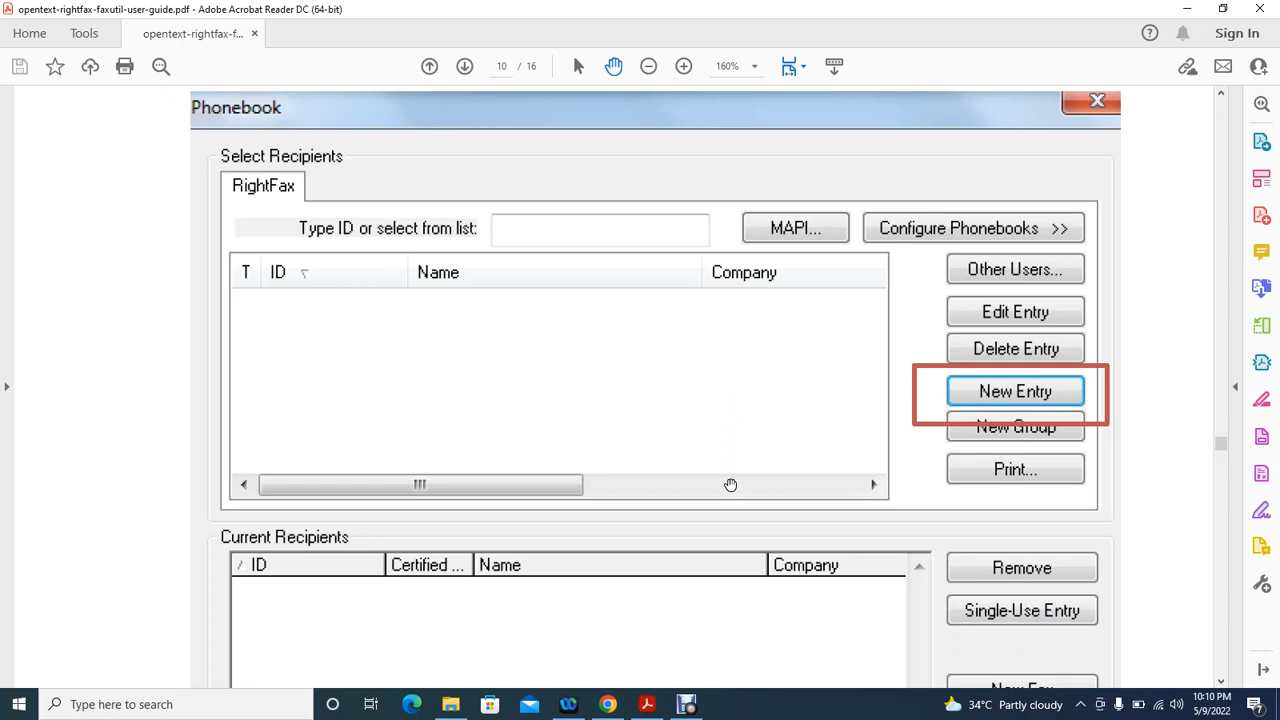 opentext-rightfax-faxutil-user-guide.pdf - Adobe Acrobat Reader DC (64-bit)
Home Tools opentext-rightfax-f... × Sign In
10 / 16 160%
Phonebook
Select Recipients
RightFax
Type ID or select from list: MAPI... Configure Phonebooks >>
T ID Name Company
Other Users...
Edit Entry
Delete Entry
New Entry
New Group
Print...
Current Recipients
ID Certified ... Name Company
Remove
Single-Use Entry
New Fax
Type here to search
34°C Partly cloudy
10:10 PM
5/9/2022
7